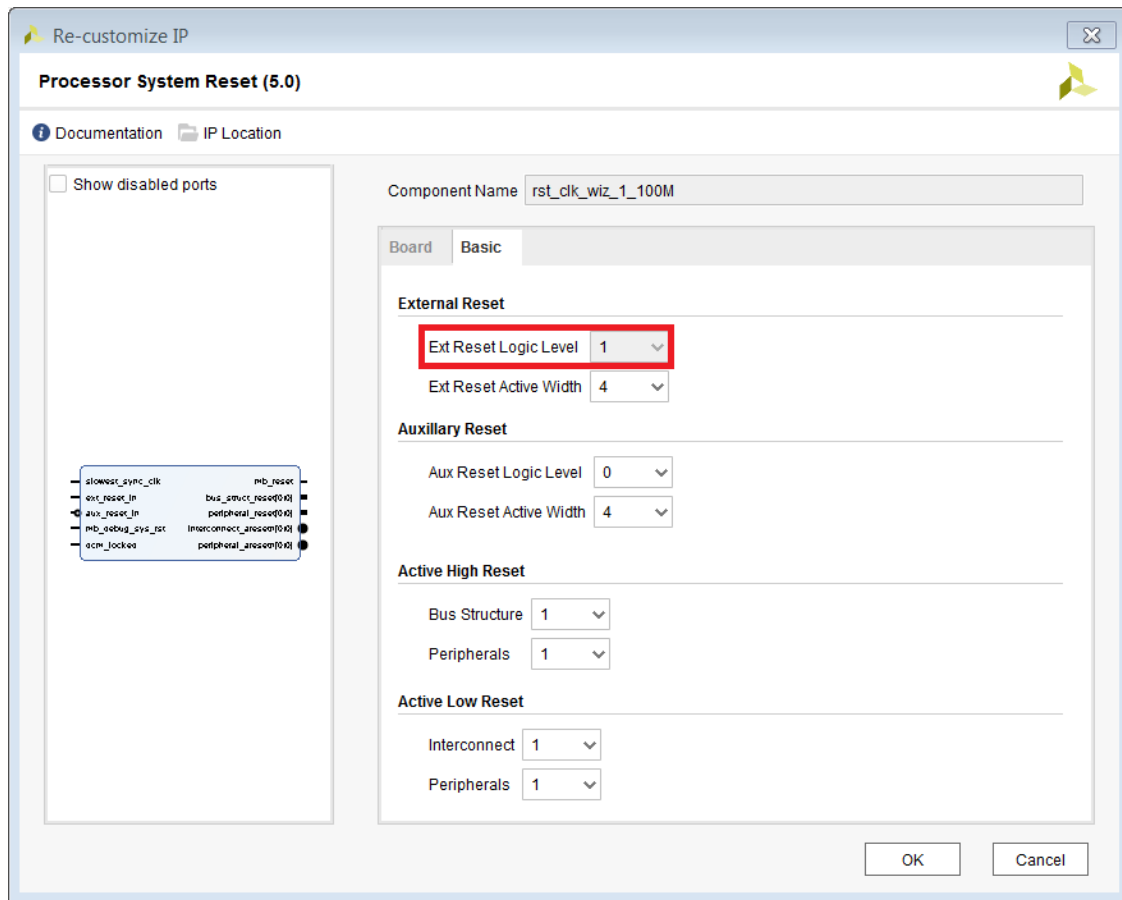 Re-customize IP
Processor System Reset (5.0)
Documentation IP Location
Show disabled ports
slowest_sync_clk
ext_reset_in
aux_reset_in
mb_debug_sys_rst
dcm_locked
mb_reset
bus_struct_reset[0:0]
peripheral_reset[0:0]
interconnect_aresetn[0:0]
peripheral_aresetn[0:0]
Component Name rst_clk_wiz_1_100M
Board Basic
External Reset
Ext Reset Logic Level 1
Ext Reset Active Width 4
Auxillary Reset
Aux Reset Logic Level 0
Aux Reset Active Width 4
Active High Reset
Bus Structure 1
Peripherals 1
Active Low Reset
Interconnect 1
Peripherals 1
OK Cancel